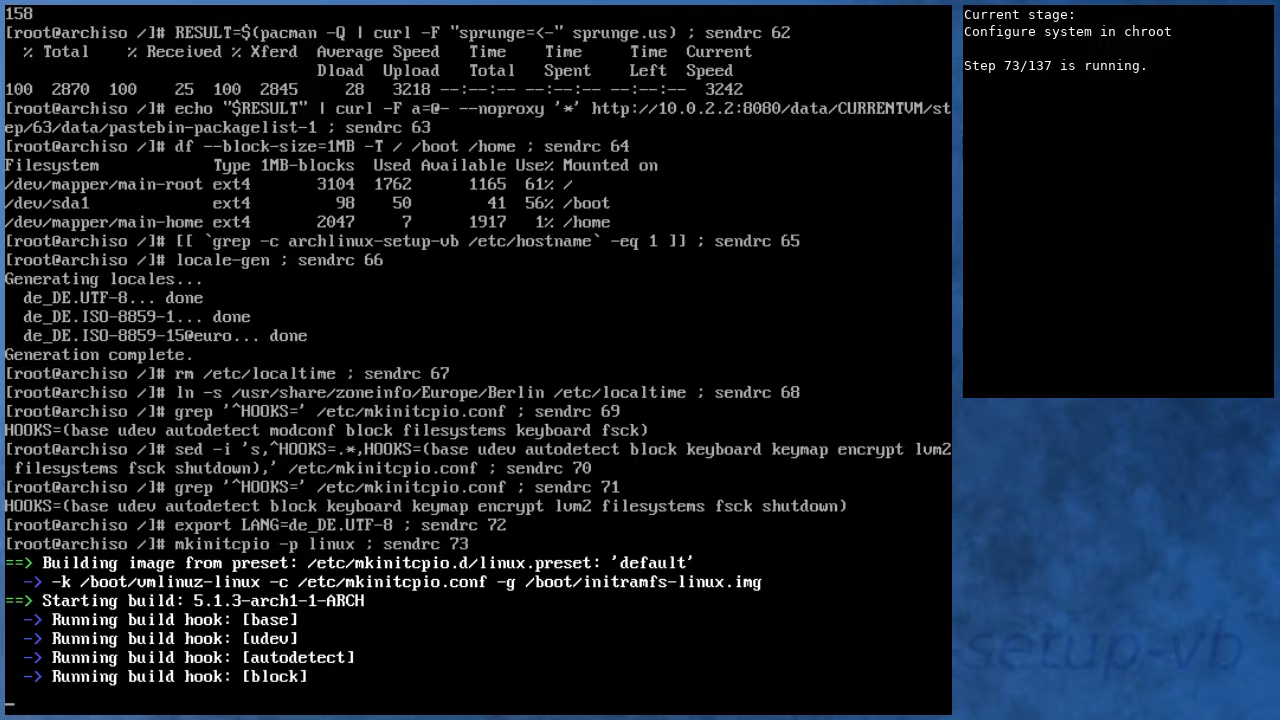 158
[root@archiso /]# RESULT=$(pacman -Q | curl -F "sprunge=<-" sprunge.us) ; sendrc 62
  % Total    % Received % Xferd  Average Speed   Time    Time     Time  Current
                                 Dload  Upload   Total   Spent    Left  Speed
100  2870  100    25  100  2845     28   3218 --:--:-- --:--:-- --:--:--  3242
[root@archiso /]# echo "$RESULT" | curl -F a=@- --noproxy '*' http://10.0.2.2:8080/data/CURRENTVM/st
ep/63/data/pastebin-packagelist-1 ; sendrc 63
[root@archiso /]# df --block-size=1MB -T / /boot /home ; sendrc 64
Filesystem            Type 1MB-blocks  Used Available Use% Mounted on
/dev/mapper/main-root ext4       3104  1762      1165  61% /
/dev/sda1             ext4         98    50        41  56% /boot
/dev/mapper/main-home ext4       2047     7      1917   1% /home
[root@archiso /]# [[ `grep -c archlinux-setup-vb /etc/hostname` -eq 1 ]] ; sendrc 65
[root@archiso /]# locale-gen ; sendrc 66
Generating locales...
  de_DE.UTF-8... done
  de_DE.ISO-8859-1... done
  de_DE.ISO-8859-15@euro... done
Generation complete.
[root@archiso /]# rm /etc/localtime ; sendrc 67
[root@archiso /]# ln -s /usr/share/zoneinfo/Europe/Berlin /etc/localtime ; sendrc 68
[root@archiso /]# grep '^HOOKS=' /etc/mkinitcpio.conf ; sendrc 69
HOOKS=(base udev autodetect modconf block filesystems keyboard fsck)
[root@archiso /]# sed -i 's,^HOOKS=.*,HOOKS=(base udev autodetect block keyboard keymap encrypt lvm2
 filesystems fsck shutdown),' /etc/mkinitcpio.conf ; sendrc 70
[root@archiso /]# grep '^HOOKS=' /etc/mkinitcpio.conf ; sendrc 71
HOOKS=(base udev autodetect block keyboard keymap encrypt lvm2 filesystems fsck shutdown)
[root@archiso /]# export LANG=de_DE.UTF-8 ; sendrc 72
[root@archiso /]# mkinitcpio -p linux ; sendrc 73
==> Building image from preset: /etc/mkinitcpio.d/linux.preset: 'default'
  -> -k /boot/vmlinuz-linux -c /etc/mkinitcpio.conf -g /boot/initramfs-linux.img
==> Starting build: 5.1.3-arch1-1-ARCH
  -> Running build hook: [base]
  -> Running build hook: [udev]
  -> Running build hook: [autodetect]
  -> Running build hook: [block]
_
Current stage:
Configure system in chroot
Step 73/137 is running.
setup-vb